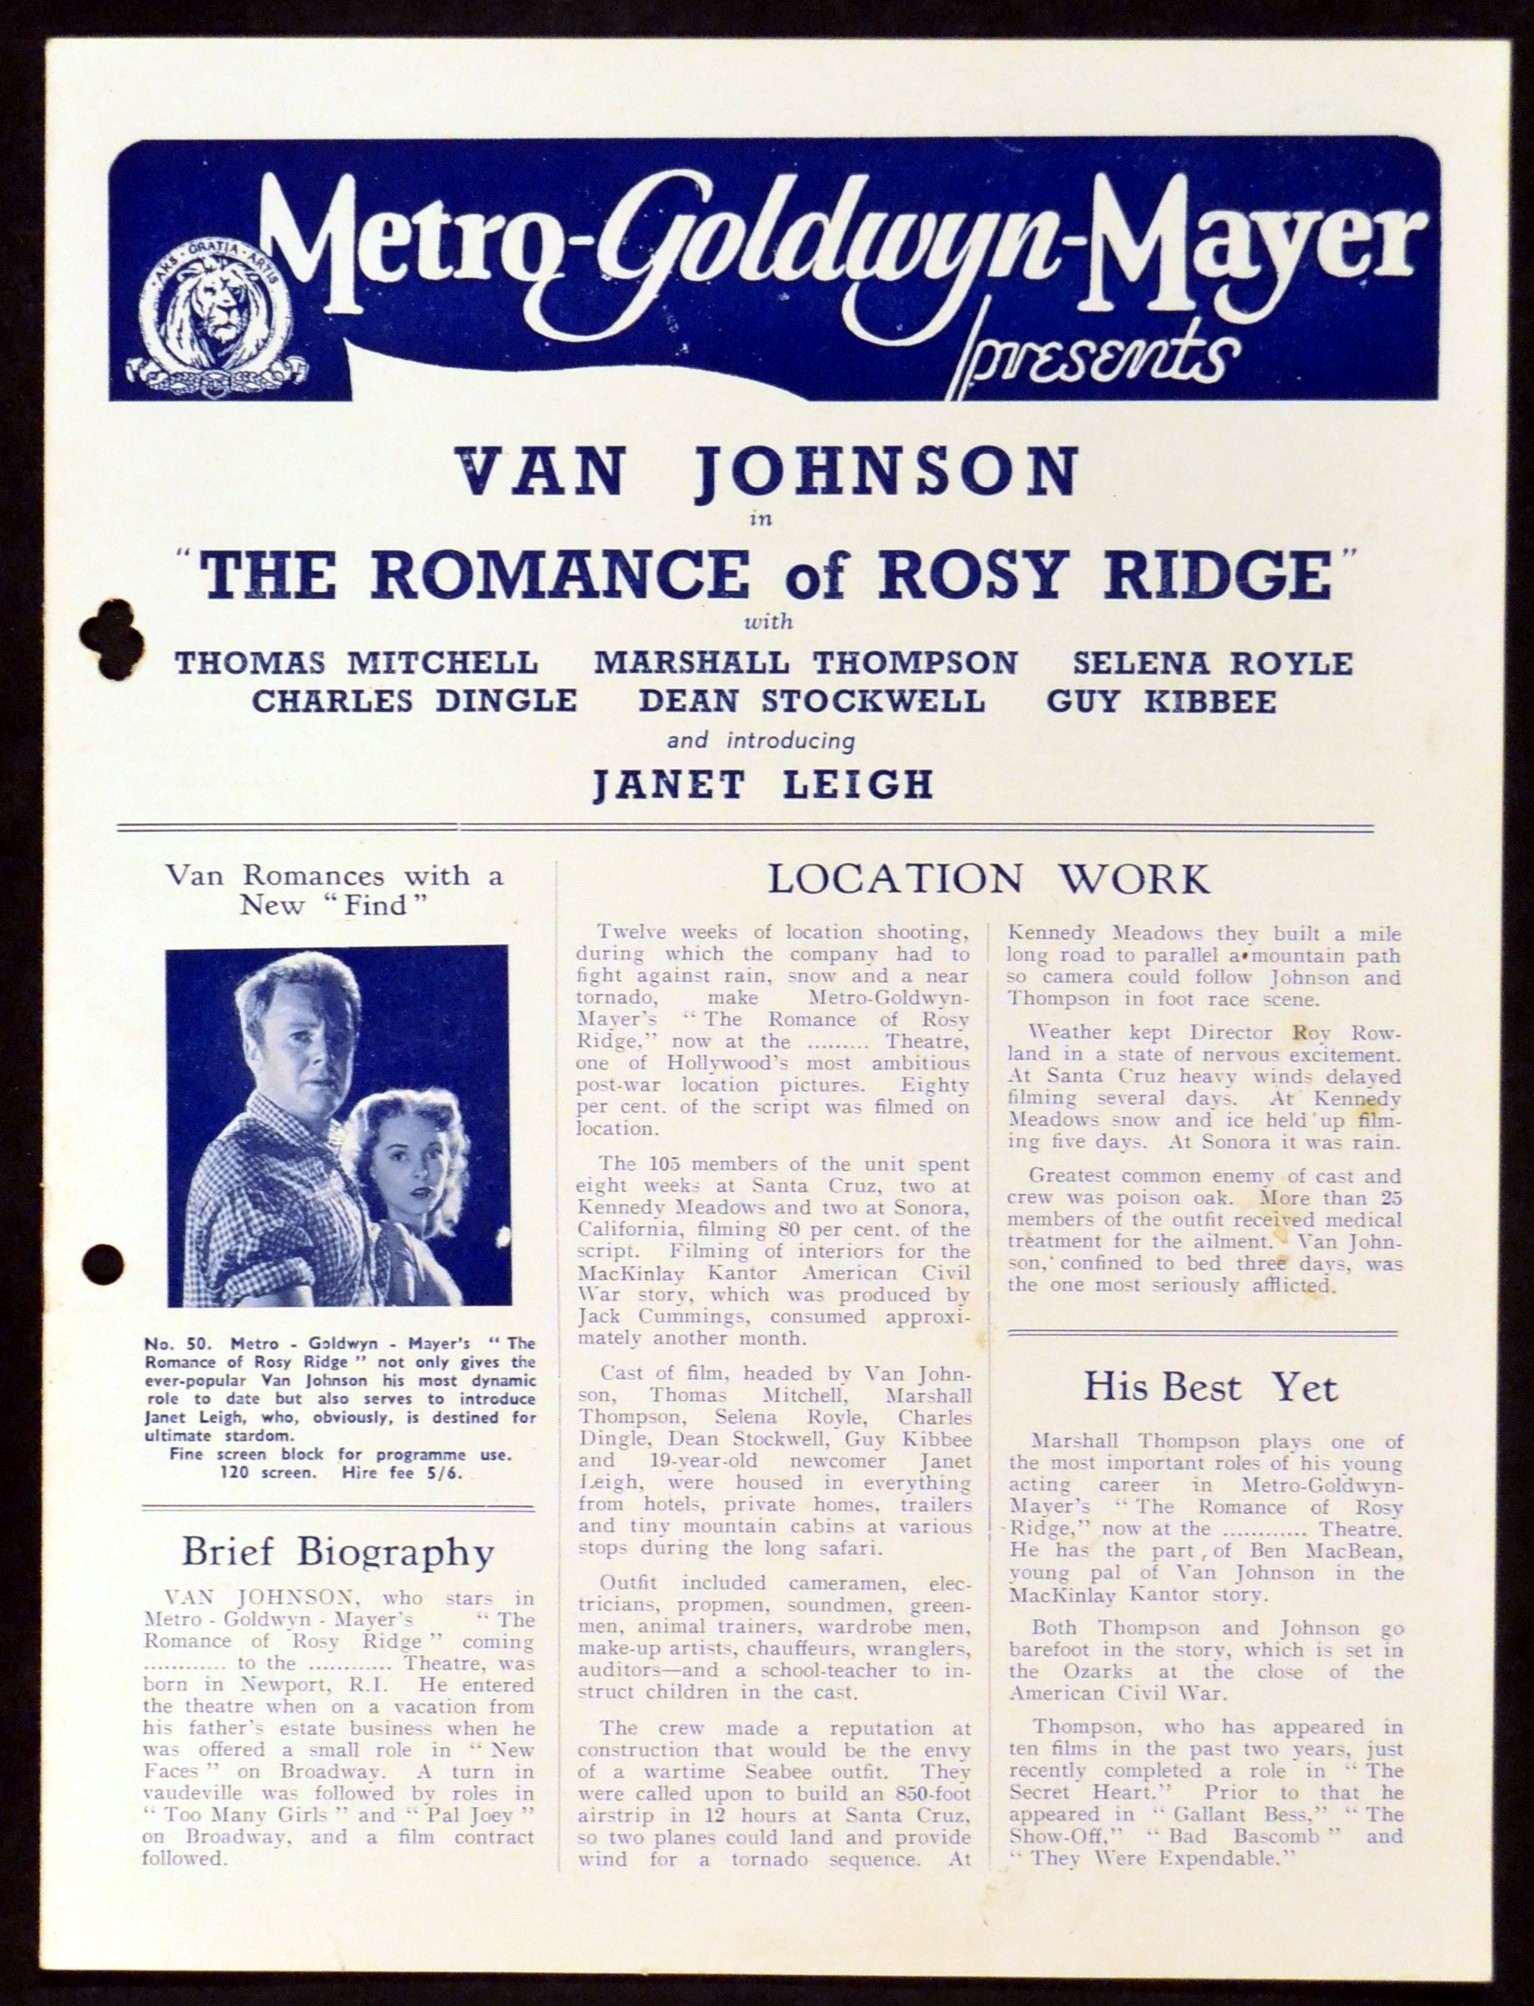 ARS · GRATIA · ARTIS
Metro-Goldwyn-Mayer
presents
VAN JOHNSON
in
"THE ROMANCE of ROSY RIDGE"
with
THOMAS MITCHELL MARSHALL THOMPSON SELENA ROYLE
CHARLES DINGLE DEAN STOCKWELL GUY KIBBEE
and introducing
JANET LEIGH
Van Romances with a
New "Find"
No. 50. Metro - Goldwyn - Mayer's "The
Romance of Rosy Ridge" not only gives the
ever-popular Van Johnson his most dynamic
role to date but also serves to introduce
Janet Leigh, who, obviously, is destined for
ultimate stardom.
Fine screen block for programme use.
120 screen. Hire fee 5/6.
Brief Biography
VAN JOHNSON, who stars in
Metro - Goldwyn - Mayer's "The
Romance of Rosy Ridge" coming
............ to the ............ Theatre, was
born in Newport, R.I. He entered
the theatre when on a vacation from
his father's estate business when he
was offered a small role in "New
Faces" on Broadway. A turn in
vaudeville was followed by roles in
"Too Many Girls" and "Pal Joey"
on Broadway, and a film contract
followed.
LOCATION WORK
Twelve weeks of location shooting,
during which the company had to
fight against rain, snow and a near
tornado, make Metro-Goldwyn-
Mayer's "The Romance of Rosy
Ridge," now at the ......... Theatre,
one of Hollywood's most ambitious
post-war location pictures. Eighty
per cent. of the script was filmed on
location.
The 105 members of the unit spent
eight weeks at Santa Cruz, two at
Kennedy Meadows and two at Sonora,
California, filming 80 per cent. of the
script. Filming of interiors for the
MacKinlay Kantor American Civil
War story, which was produced by
Jack Cummings, consumed approxi-
mately another month.
Cast of film, headed by Van John-
son, Thomas Mitchell, Marshall
Thompson, Selena Royle, Charles
Dingle, Dean Stockwell, Guy Kibbee
and 19-year-old newcomer Janet
Leigh, were housed in everything
from hotels, private homes, trailers
and tiny mountain cabins at various
stops during the long safari.
Outfit included cameramen, elec-
tricians, propmen, soundmen, green-
men, animal trainers, wardrobe men,
make-up artists, chauffeurs, wranglers,
auditors—and a school-teacher to in-
struct children in the cast.
The crew made a reputation at
construction that would be the envy
of a wartime Seabee outfit. They
were called upon to build an 850-foot
airstrip in 12 hours at Santa Cruz,
so two planes could land and provide
wind for a tornado sequence. At
Kennedy Meadows they built a mile
long road to parallel a mountain path
so camera could follow Johnson and
Thompson in foot race scene.
Weather kept Director Roy Row-
land in a state of nervous excitement.
At Santa Cruz heavy winds delayed
filming several days. At Kennedy
Meadows snow and ice held up film-
ing five days. At Sonora it was rain.
Greatest common enemy of cast and
crew was poison oak. More than 25
members of the outfit received medical
treatment for the ailment. Van John-
son, confined to bed three days, was
the one most seriously afflicted.
His Best Yet
Marshall Thompson plays one of
the most important roles of his young
acting career in Metro-Goldwyn-
Mayer's "The Romance of Rosy
Ridge," now at the ............ Theatre.
He has the part of Ben MacBean,
young pal of Van Johnson in the
MacKinlay Kantor story.
Both Thompson and Johnson go
barefoot in the story, which is set in
the Ozarks at the close of the
American Civil War.
Thompson, who has appeared in
ten films in the past two years, just
recently completed a role in "The
Secret Heart." Prior to that he
appeared in "Gallant Bess," "The
Show-Off," "Bad Bascomb" and
"They Were Expendable."